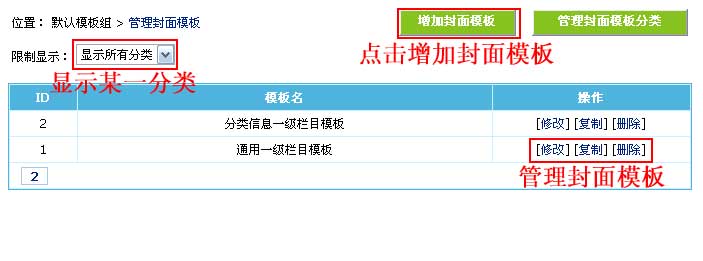 位置： 默认模板组 > 管理封面模板
增加封面模板
管理封面模板分类
限制显示： 显示所有分类
点击增加封面模板
显示某一分类
ID 模板名 操作
2 分类信息一级栏目模板 [修改] [复制] [删除]
1 通用一级栏目模板 [修改] [复制] [删除]
2
管理封面模板